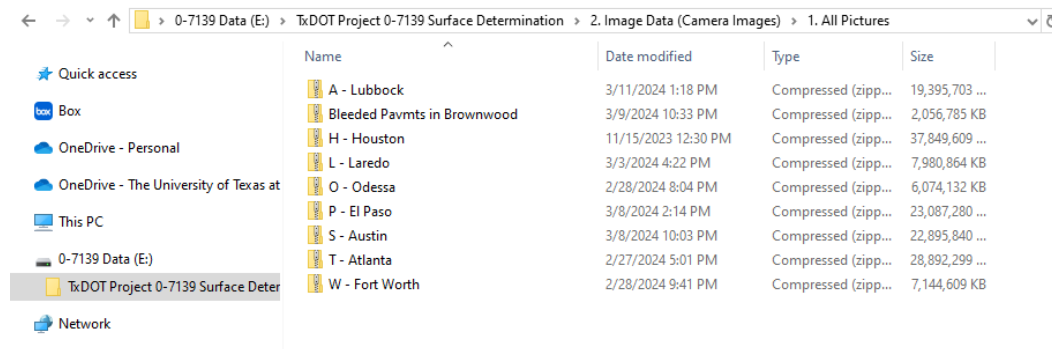 0-7139 Data (E:) > TxDOT Project 0-7139 Surface Determination > 2. Image Data (Camera Images) > 1. All Pictures
Name Date modified Type Size
Quick access
Box
OneDrive - Personal
OneDrive - The University of Texas at
This PC
0-7139 Data (E:)
TxDOT Project 0-7139 Surface Deter
Network
A - Lubbock 3/11/2024 1:18 PM Compressed (zipp... 19,395,703 ...
Bleeded Pavmts in Brownwood 3/9/2024 10:33 PM Compressed (zipp... 2,056,785 KB
H - Houston 11/15/2023 12:30 PM Compressed (zipp... 37,849,609 ...
L - Laredo 3/3/2024 4:22 PM Compressed (zipp... 7,980,864 KB
O - Odessa 2/28/2024 8:04 PM Compressed (zipp... 6,074,132 KB
P - El Paso 3/8/2024 2:14 PM Compressed (zipp... 23,087,280 ...
S - Austin 3/8/2024 10:03 PM Compressed (zipp... 22,895,840 ...
T - Atlanta 2/27/2024 5:01 PM Compressed (zipp... 28,892,299 ...
W - Fort Worth 2/28/2024 9:41 PM Compressed (zipp... 7,144,609 KB